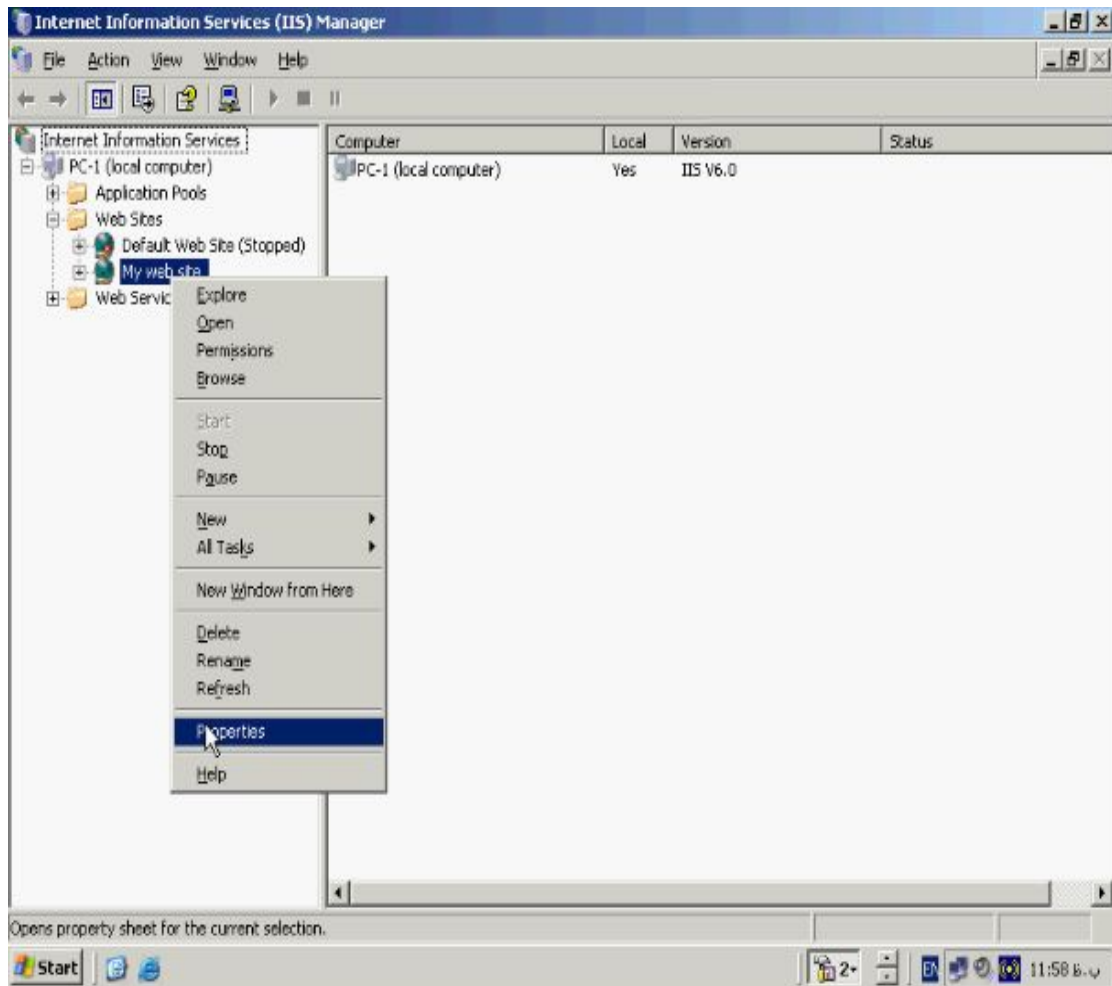 Internet Information Services (IIS) Manager
File Action View Window Help
Internet Information Services
PC-1 (local computer)
Application Pools
Web Sites
Default Web Site (Stopped)
My web site
Web Servic
Computer Local Version Status
PC-1 (local computer) Yes IIS V6.0
Explore
Open
Permissions
Browse
Start
Stop
Pause
New
All Tasks
New Window from Here
Delete
Rename
Refresh
Properties
Help
Opens property sheet for the current selection.
Start 2 EN 11:58 ب.ظ